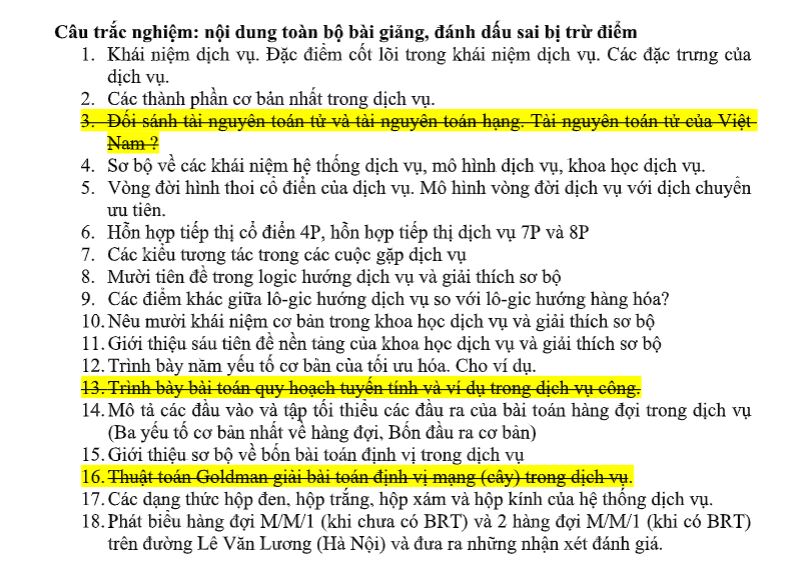 Câu trắc nghiệm: nội dung toàn bộ bài giảng, đánh dấu sai bị trừ điểm
1. Khái niệm dịch vụ. Đặc điểm cốt lõi trong khái niệm dịch vụ. Các đặc trưng của
dịch vụ.
2. Các thành phần cơ bản nhất trong dịch vụ.
3. Đối sánh tài nguyên toán tử và tài nguyên toán hạng. Tài nguyên toán tử của Việt
Nam ?
4. Sơ bộ về các khái niệm hệ thống dịch vụ, mô hình dịch vụ, khoa học dịch vụ.
5. Vòng đời hình thoi cổ điển của dịch vụ. Mô hình vòng đời dịch vụ với dịch chuyển
ưu tiên.
6. Hỗn hợp tiếp thị cổ điển 4P, hỗn hợp tiếp thị dịch vụ 7P và 8P
7. Các kiểu tương tác trong các cuộc gặp dịch vụ
8. Mười tiên đề trong logic hướng dịch vụ và giải thích sơ bộ
9. Các điểm khác giữa lô-gic hướng dịch vụ so với lô-gic hướng hàng hóa?
10. Nêu mười khái niệm cơ bản trong khoa học dịch vụ và giải thích sơ bộ
11. Giới thiệu sáu tiên đề nền tảng của khoa học dịch vụ và giải thích sơ bộ
12. Trình bày năm yếu tố cơ bản của tối ưu hóa. Cho ví dụ.
13. Trình bày bài toán quy hoạch tuyến tính và ví dụ trong dịch vụ công.
14. Mô tả các đầu vào và tập tối thiểu các đầu ra của bài toán hàng đợi trong dịch vụ
(Ba yếu tố cơ bản nhất về hàng đợi, Bốn đầu ra cơ bản)
15. Giới thiệu sơ bộ về bốn bài toán định vị trong dịch vụ
16. Thuật toán Goldman giải bài toán định vị mạng (cây) trong dịch vụ.
17. Các dạng thức hộp đen, hộp trắng, hộp xám và hộp kính của hệ thống dịch vụ.
18. Phát biểu hàng đợi M/M/1 (khi chưa có BRT) và 2 hàng đợi M/M/1 (khi có BRT)
trên đường Lê Văn Lương (Hà Nội) và đưa ra những nhận xét đánh giá.